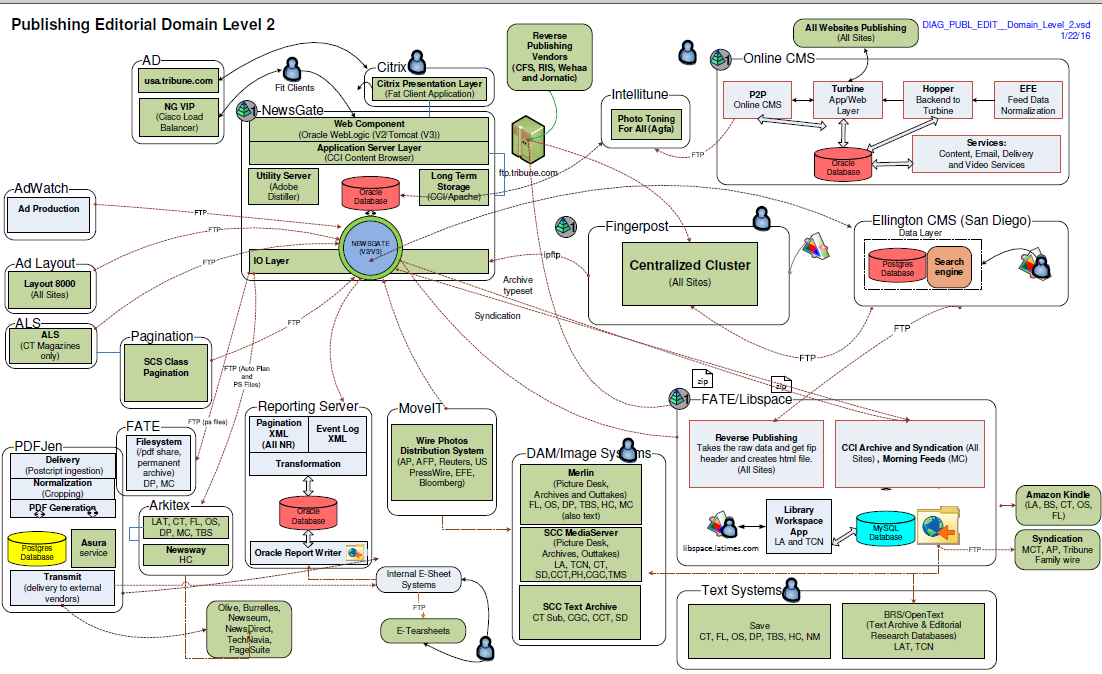 Publishing Editorial Domain Level 2
DIAG_PUBL_EDIT__Domain_Level_2.vsd
1/22/16
AD
usa.tribune.com
NG VIP
(Cisco Load
Balancer)
Fit Clients
Citrix
Citrix Presentation Layer
(Fat Client Application)
Reverse
Publishing
Vendors
(CFS, RIS, Wehaa
and Jornatic)
ftp.tribune.com
Intellitune
Photo Toning
For All (Agfa)
FTP
All Websites Publishing
(All Sites)
1
Online CMS
P2P
Online CMS
Turbine
App/Web
Layer
Hopper
Backend to
Turbine
EFE
Feed Data
Normalization
Oracle
Database
Services:
Content, Email, Delivery
and Video Services
1
NewsGate
Web Component
(Oracle WebLogic (V2/Tomcat (V3))
Application Server Layer
(CCI Content Browser)
Utility Server
(Adobe
Distiller)
Oracle
Database
Long Term
Storage
(CCI/Apache)
NEWSGATE
(V2/V3)
IO Layer
AdWatch
Ad Production
FTP
Ad Layout
Layout 8000
(All Sites)
FTP
ALS
ALS
(CT Magazines
only)
FTP
Pagination
SCS Class
Pagination
FTP
FTP (Auto Plan
and
PS Files)
FTP (ps files)
1
Fingerpost
Centralized Cluster
(All Sites)
ipftp
Archive
typeset
Syndication
FTP
Ellington CMS (San Diego)
Data Layer
Postgres
Database
Search
engine
FTP
zip
zip
PDFJen
Delivery
(Postcript ingestion)
Normalization
(Cropping)
PDF Generation
Postgres
Database
Asura
service
Transmit
(delivery to external
vendors)
FATE
Filesystem
(/pdf share,
permanent
archive)
DP, MC
Arkitex
LAT, CT, FL, OS,
DP, MC, TBS
Newsway
HC
Olive, Burrelles,
Newseum,
NewsDirect,
TechNavia,
PageSuite
Reporting Server
Pagination
XML
(All NR)
Event Log
XML
Transformation
Oracle
Database
Oracle Report Writer
Internal E-Sheet
Systems
FTP
E-Tearsheets
MoveIT
Wire Photos
Distribution System
(AP, AFP, Reuters, US
PressWire, EFE,
Bloomberg)
DAM/Image Systems
Merlin
(Picture Desk,
Archives and Outtakes)
FL, OS, DP, TBS, HC, MC
(also text)
SCC MediaServer
(Picture Desk,
Archives, Outtakes)
LA, TCN, CT,
SD,CCT,PH,CGC,TMS
SCC Text Archive
CT Sub, CGC, CCT, SD
1
FATE/Libspace
Reverse Publishing
Takes the raw data and get fip
header and creates html file.
(All Sites)
CCI Archive and Syndication (All
Sites) , Morning Feeds (MC)
libspace.latimes.com
Library
Workspace
App
LA and TCN
MySQL
Database
Amazon Kindle
(LA, BS, CT, OS,
FL)
FTP
Syndication
MCT, AP, Tribune
Family wire
Text Systems
Save
CT, FL, OS, DP, TBS, HC, NM
BRS/OpenText
(Text Archive & Editorial
Research Databases)
LAT, TCN